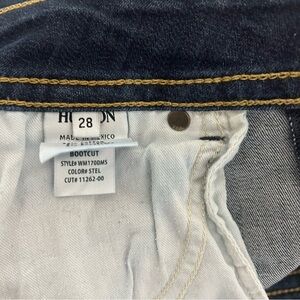 28
MADE IN MEXICO
BOOTCUT
STYLE# WM170DMS
COLOR# STEL
CUT# 11262-00